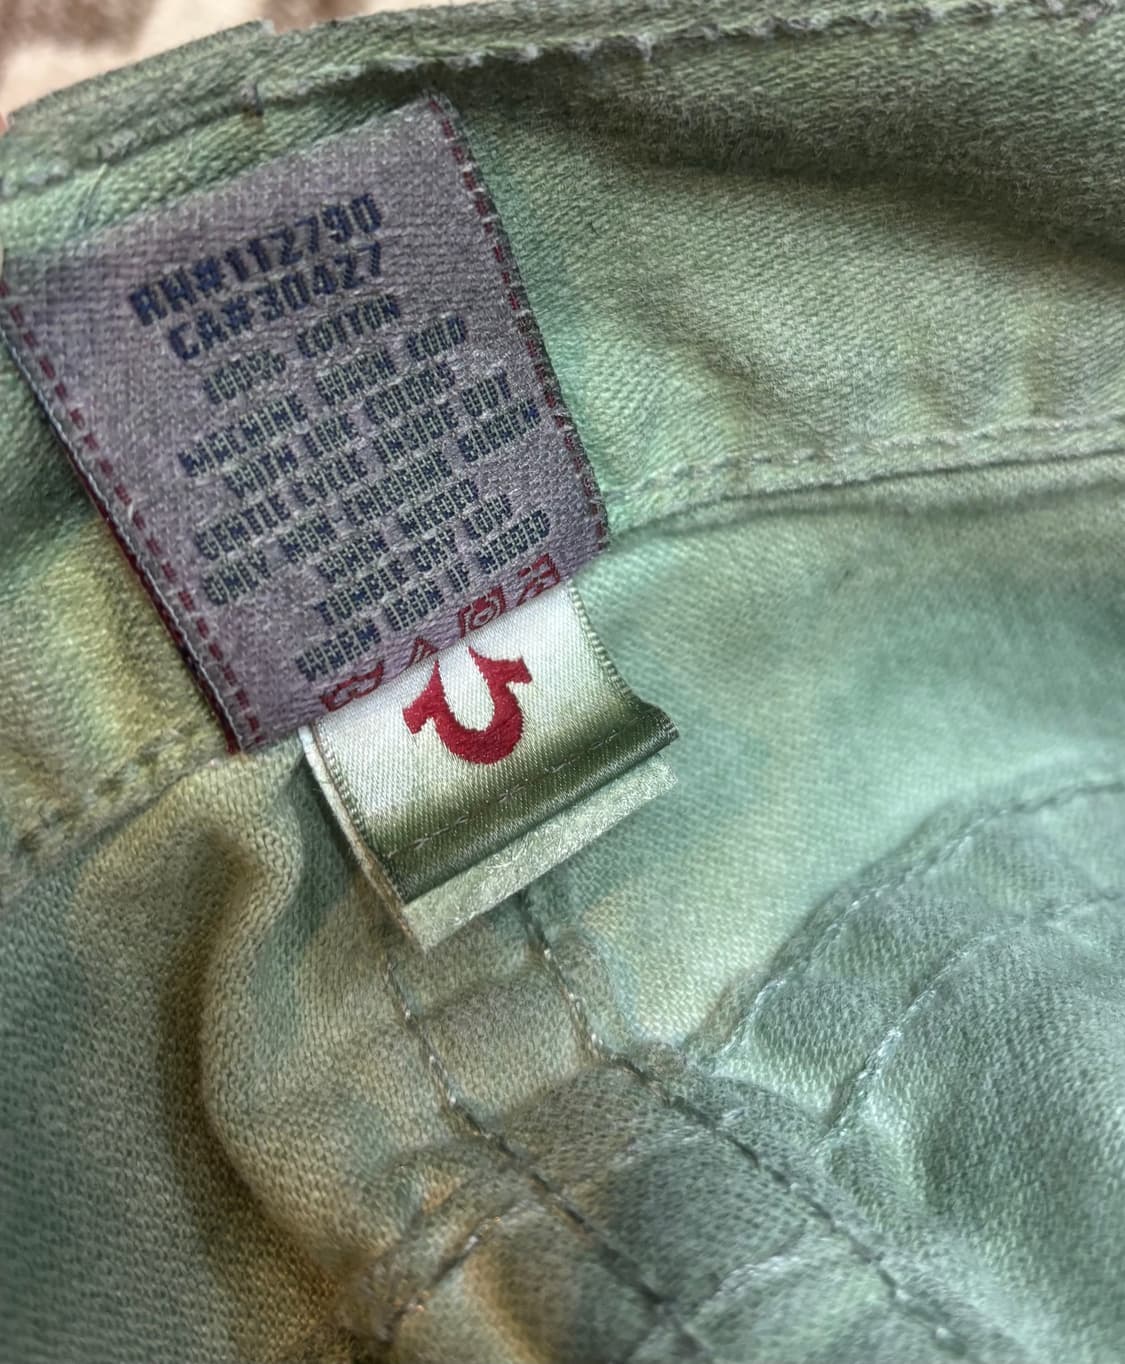 RN#112790
CA#30427
100% COTTON
MACHINE WASH COLD
WITH LIKE COLORS
GENTLE CYCLE INSIDE OUT
ONLY NON CHLORINE BLEACH
WHEN NEEDED
TUMBLE DRY LOW
WARM IRON IF NEEDED